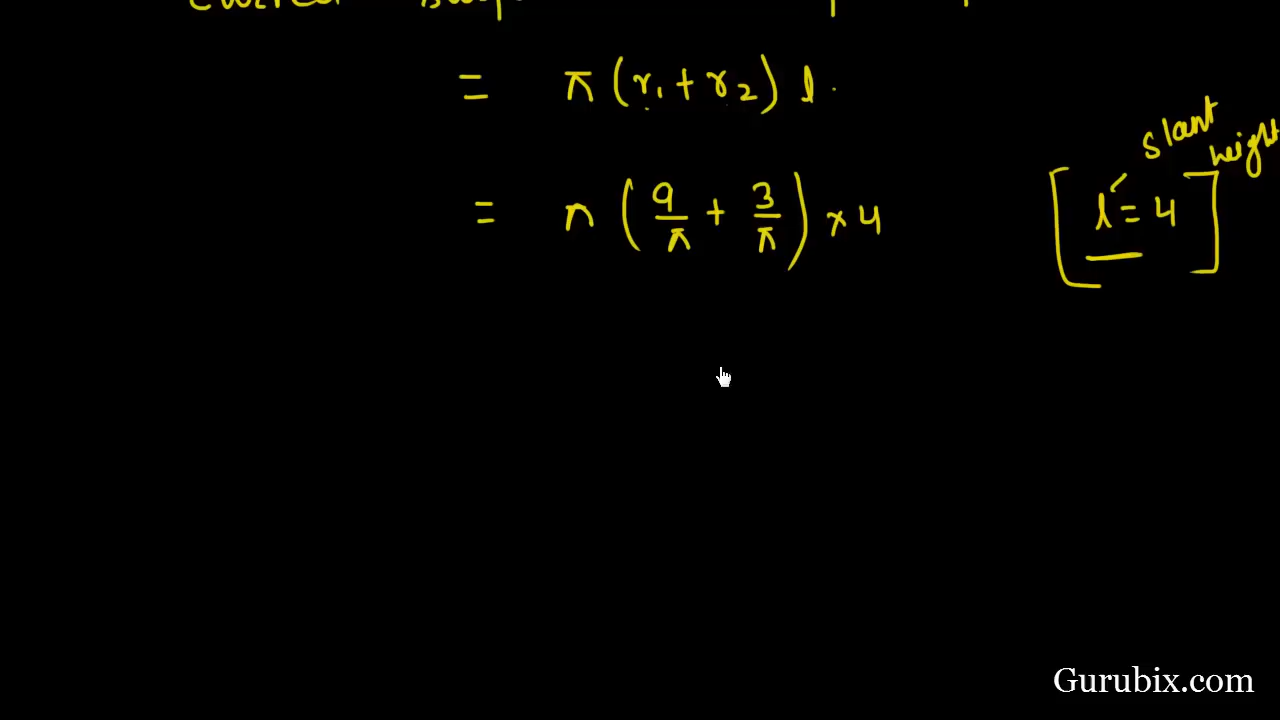 = π (r₁ + r₂) l .
slant height
= π ( 9/π + 3/π ) × 4 [ l = 4 ]
Gurubix.com